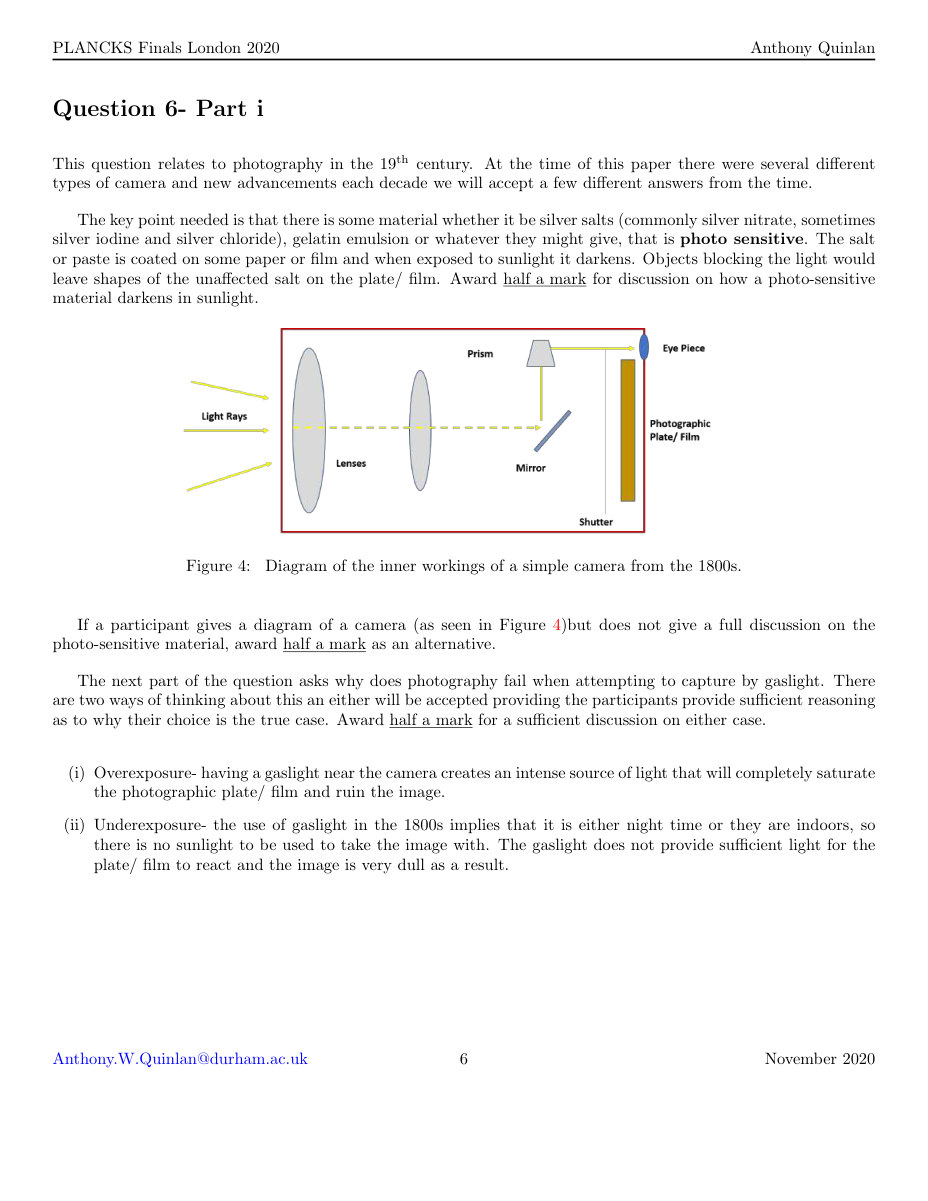 PLANCKS Finals London 2020 Anthony Quinlan
Question 6- Part i
This question relates to photography in the 19th century. At the time of this paper there were several different
types of camera and new advancements each decade we will accept a few different answers from the time.
The key point needed is that there is some material whether it be silver salts (commonly silver nitrate, sometimes
silver iodine and silver chloride), gelatin emulsion or whatever they might give, that is photo sensitive. The salt
or paste is coated on some paper or film and when exposed to sunlight it darkens. Objects blocking the light would
leave shapes of the unaffected salt on the plate/ film. Award half a mark for discussion on how a photo-sensitive
material darkens in sunlight.
Prism
Eye Piece
Light Rays
Photographic
Plate/ Film
Lenses
Mirror
Shutter
Figure 4: Diagram of the inner workings of a simple camera from the 1800s.
If a participant gives a diagram of a camera (as seen in Figure 4)but does not give a full discussion on the
photo-sensitive material, award half a mark as an alternative.
The next part of the question asks why does photography fail when attempting to capture by gaslight. There
are two ways of thinking about this an either will be accepted providing the participants provide sufficient reasoning
as to why their choice is the true case. Award half a mark for a sufficient discussion on either case.
(i) Overexposure- having a gaslight near the camera creates an intense source of light that will completely saturate
the photographic plate/ film and ruin the image.
(ii) Underexposure- the use of gaslight in the 1800s implies that it is either night time or they are indoors, so
there is no sunlight to be used to take the image with. The gaslight does not provide sufficient light for the
plate/ film to react and the image is very dull as a result.
Anthony.W.Quinlan@durham.ac.uk 6 November 2020